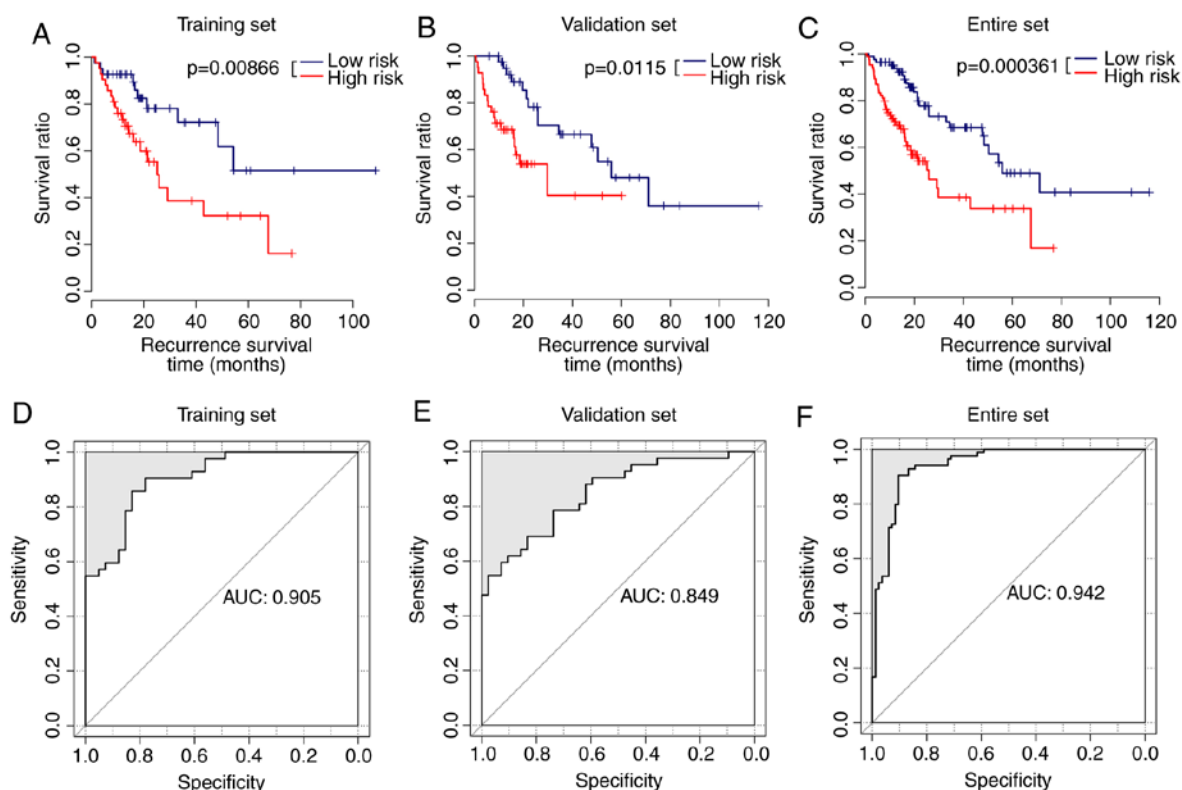 A
Training set
p=0.00866
Low risk
High risk
Survival ratio
1.0
0.8
0.6
0.4
0.2
0.0
0 20 40 60 80 100
Recurrence survival
time (months)
B
Validation set
p=0.0115
Low risk
High risk
Survival ratio
1.0
0.8
0.6
0.4
0.2
0.0
0 20 40 60 80 100 120
Recurrence survival
time (months)
C
Entire set
p=0.000361
Low risk
High risk
Survival ratio
1.0
0.8
0.6
0.4
0.2
0.0
0 20 40 60 80 100 120
Recurrence survival
time (months)
D
Training set
Sensitivity
1.0
0.8
0.6
0.4
0.2
0.0
AUC: 0.905
1.0 0.8 0.6 0.4 0.2 0.0
Specificity
E
Validation set
Sensitivity
1.0
0.8
0.6
0.4
0.2
0.0
AUC: 0.849
1.0 0.8 0.6 0.4 0.2 0.0
Specificity
F
Entire set
Sensitivity
1.0
0.8
0.6
0.4
0.2
0.0
AUC: 0.942
1.0 0.8 0.6 0.4 0.2 0.0
Specificity